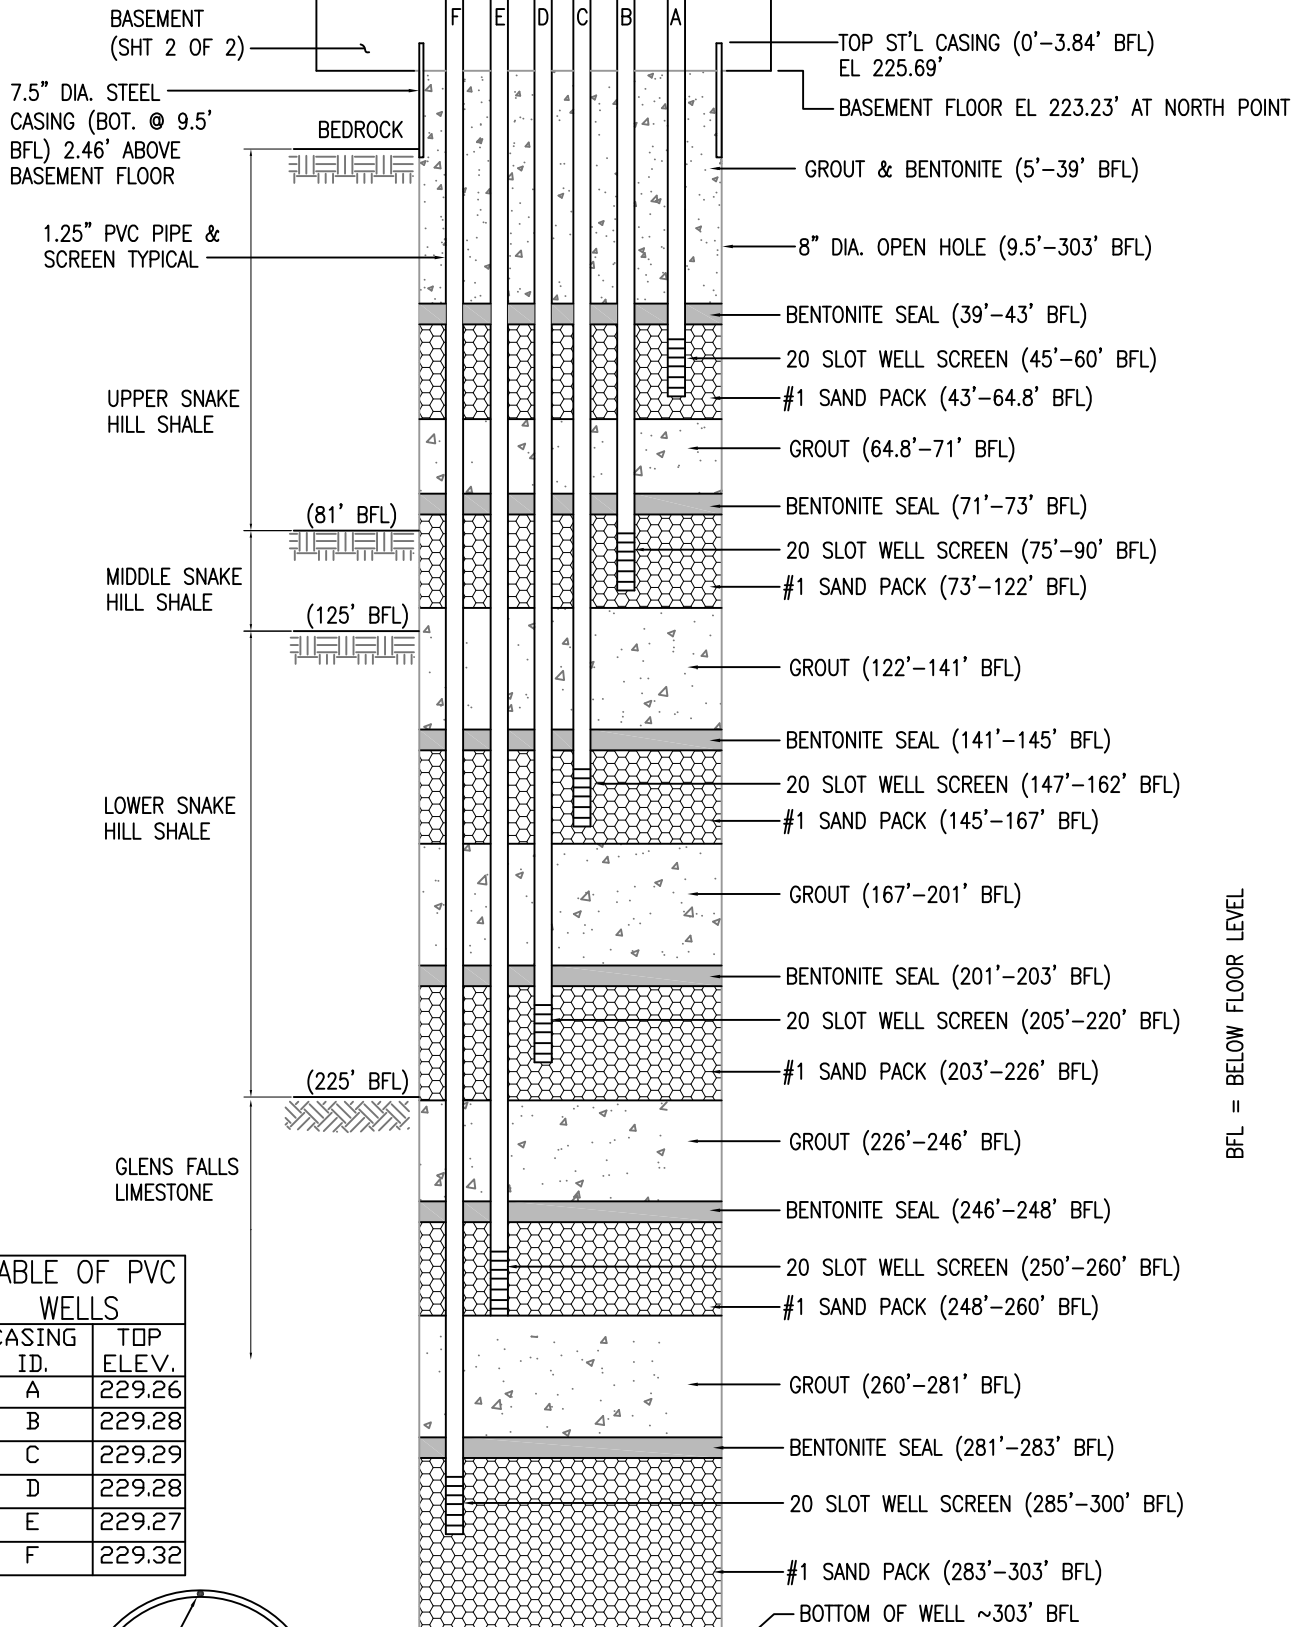 F E D C B A
BASEMENT
(SHT 2 OF 2)
TOP ST'L CASING (0'-3.84' BFL)
EL 225.69'
7.5" DIA. STEEL
CASING (BOT. @ 9.5'
BFL) 2.46' ABOVE
BASEMENT FLOOR
BASEMENT FLOOR EL 223.23' AT NORTH POINT
BEDROCK
GROUT & BENTONITE (5'-39' BFL)
1.25" PVC PIPE &
SCREEN TYPICAL
8" DIA. OPEN HOLE (9.5'-303' BFL)
BENTONITE SEAL (39'-43' BFL)
20 SLOT WELL SCREEN (45'-60' BFL)
#1 SAND PACK (43'-64.8' BFL)
UPPER SNAKE
HILL SHALE
GROUT (64.8'-71' BFL)
BENTONITE SEAL (71'-73' BFL)
(81' BFL)
20 SLOT WELL SCREEN (75'-90' BFL)
#1 SAND PACK (73'-122' BFL)
MIDDLE SNAKE
HILL SHALE
(125' BFL)
GROUT (122'-141' BFL)
BENTONITE SEAL (141'-145' BFL)
20 SLOT WELL SCREEN (147'-162' BFL)
#1 SAND PACK (145'-167' BFL)
LOWER SNAKE
HILL SHALE
GROUT (167'-201' BFL)
BENTONITE SEAL (201'-203' BFL)
20 SLOT WELL SCREEN (205'-220' BFL)
#1 SAND PACK (203'-226' BFL)
(225' BFL)
GROUT (226'-246' BFL)
GLENS FALLS
LIMESTONE
BENTONITE SEAL (246'-248' BFL)
20 SLOT WELL SCREEN (250'-260' BFL)
#1 SAND PACK (248'-260' BFL)
GROUT (260'-281' BFL)
BENTONITE SEAL (281'-283' BFL)
20 SLOT WELL SCREEN (285'-300' BFL)
#1 SAND PACK (283'-303' BFL)
BOTTOM OF WELL ~303' BFL
BFL = BELOW FLOOR LEVEL
ABLE OF PVC
WELLS
CASING ID. TOP ELEV.
A 229.26
B 229.28
C 229.29
D 229.28
E 229.27
F 229.32